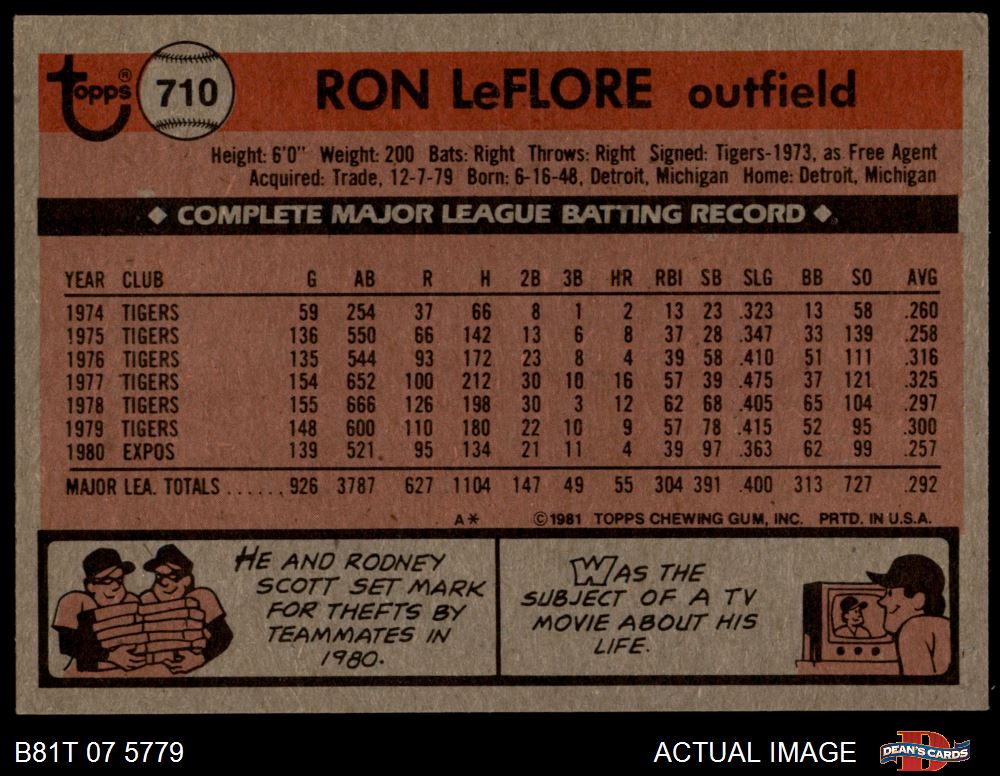 Topps® 710 RON LeFLORE outfield
Height: 6'0" Weight: 200 Bats: Right Throws: Right Signed: Tigers-1973, as Free Agent
Acquired: Trade, 12-7-79 Born: 6-16-48, Detroit, Michigan Home: Detroit, Michigan
◆ COMPLETE MAJOR LEAGUE BATTING RECORD ◆
YEAR CLUB G AB R H 2B 3B HR RBI SB SLG BB SO AVG
1974 TIGERS 59 254 37 66 8 1 2 13 23 .323 13 58 .260
1975 TIGERS 136 550 66 142 13 6 8 37 28 .347 33 139 .258
1976 TIGERS 135 544 93 172 23 8 4 39 58 .410 51 111 .316
1977 TIGERS 154 652 100 212 30 10 16 57 39 .475 37 121 .325
1978 TIGERS 155 666 126 198 30 3 12 62 68 .405 65 104 .297
1979 TIGERS 148 600 110 180 22 10 9 57 78 .415 52 95 .300
1980 EXPOS 139 521 95 134 21 11 4 39 97 .363 62 99 .257
MAJOR LEA. TOTALS ...... 926 3787 627 1104 147 49 55 304 391 .400 313 727 .292
A* ©1981 TOPPS CHEWING GUM, INC. PRTD. IN U.S.A.
HE AND RODNEY
SCOTT SET MARK
FOR THEFTS BY
TEAMMATES IN
1980.
WAS THE
SUBJECT OF A TV
MOVIE ABOUT HIS
LIFE.
B81T 07 5779 ACTUAL IMAGE DEAN'S CARDS